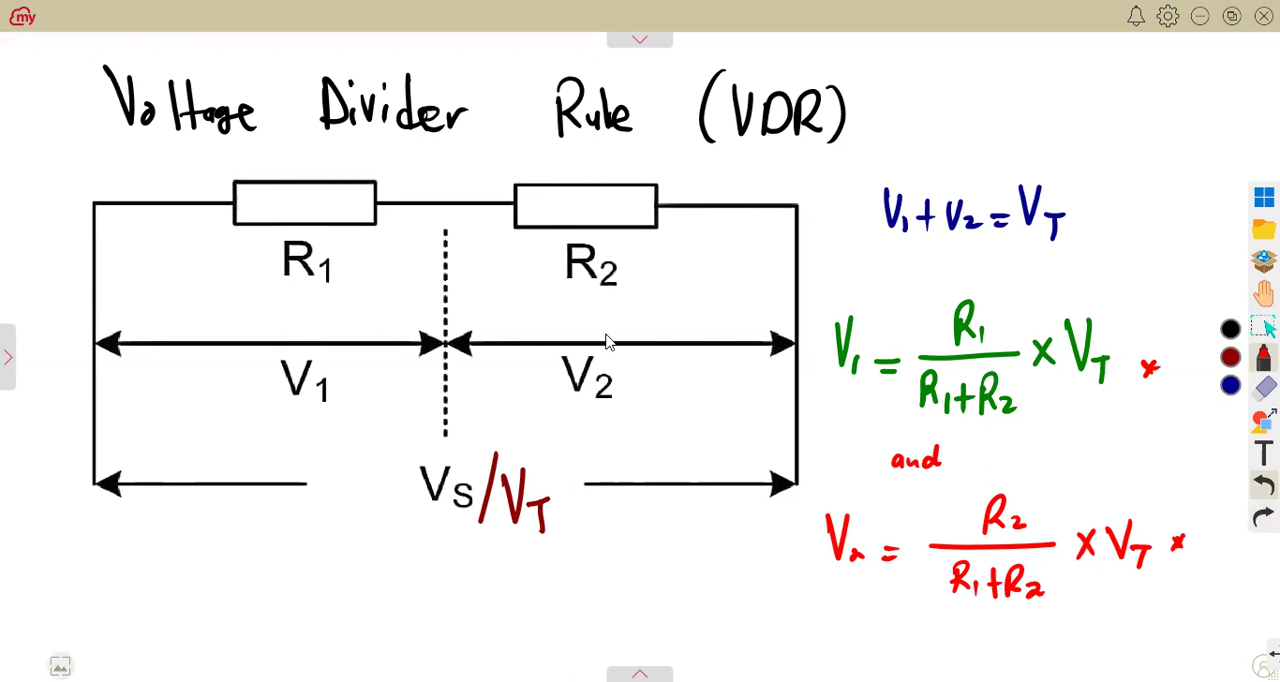 my
Voltage Divider Rule (VDR)
R1
R2
V1
V2
VS/VT
V1+V2=VT
V1 = R1/(R1+R2) × VT *
and
V2 = R2/(R1+R2) × VT *
T